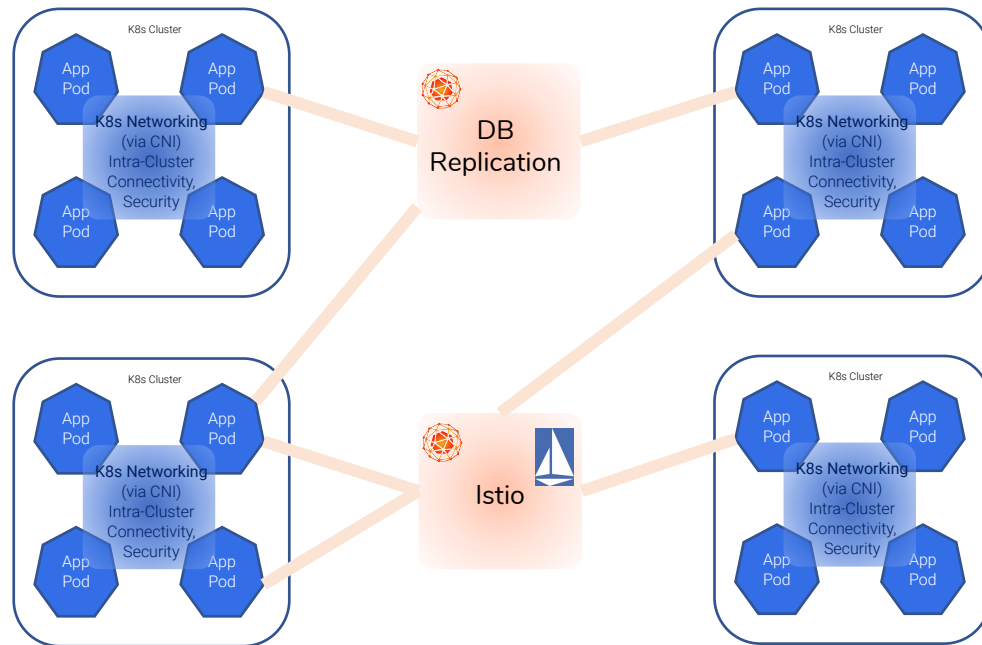 K8s Cluster
App
Pod
App
Pod
K8s Networking
(via CNI)
Intra-Cluster
Connectivity,
Security
App
Pod
App
Pod
DB
Replication
K8s Cluster
App
Pod
App
Pod
K8s Networking
(via CNI)
Intra-Cluster
Connectivity,
Security
App
Pod
App
Pod
K8s Cluster
App
Pod
App
Pod
K8s Networking
(via CNI)
Intra-Cluster
Connectivity,
Security
App
Pod
App
Pod
Istio
K8s Cluster
App
Pod
App
Pod
K8s Networking
(via CNI)
Intra-Cluster
Connectivity,
Security
App
Pod
App
Pod